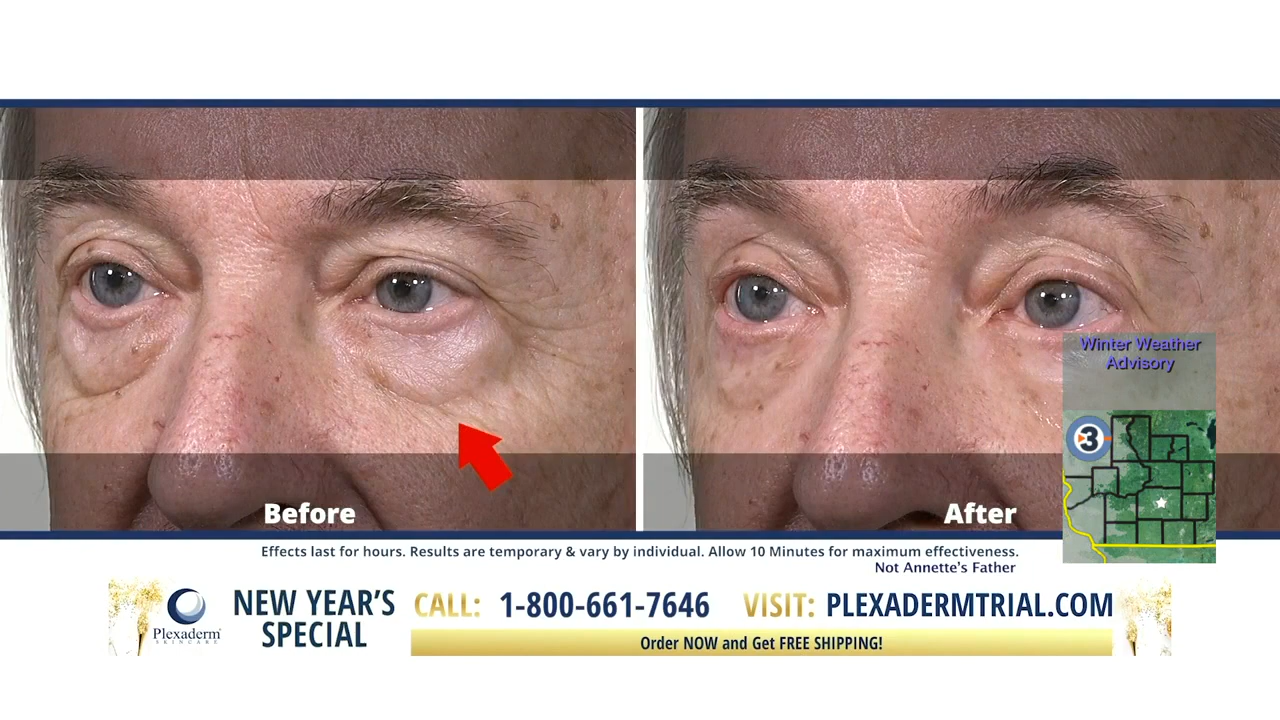 Winter Weather
Advisory
3
Before
After
Effects last for hours. Results are temporary & vary by individual. Allow 10 Minutes for maximum effectiveness.
Not Annette's Father
Plexaderm
SKINCARE
NEW YEAR'S
SPECIAL
CALL: 1-800-661-7646 VISIT: PLEXADERMTRIAL.COM
Order NOW and Get FREE SHIPPING!